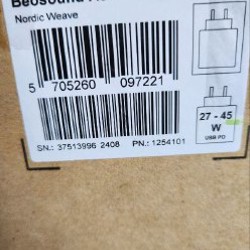 Beosound
Nordic Weave
5 705260 097221
27 - 45
W
USB PD
SN.: 37513996 2408 PN.: 1254101